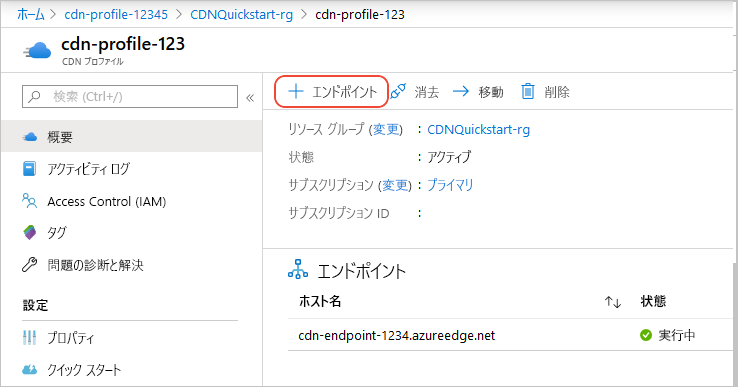 ホーム > cdn-profile-12345 > CDNQuickstart-rg > cdn-profile-123
cdn-profile-123
CDN プロファイル
検索 (Ctrl+/)
«
概要
アクティビティ ログ
Access Control (IAM)
タグ
問題の診断と解決
設定
プロパティ
クイック スタート
+ エンドポイント 消去 → 移動 削除
リソース グループ (変更) : CDNQuickstart-rg
状態 : アクティブ
サブスクリプション (変更) : プライマリ
サブスクリプション ID :
エンドポイント
ホスト名 ↑↓ 状態
cdn-endpoint-1234.azureedge.net 実行中